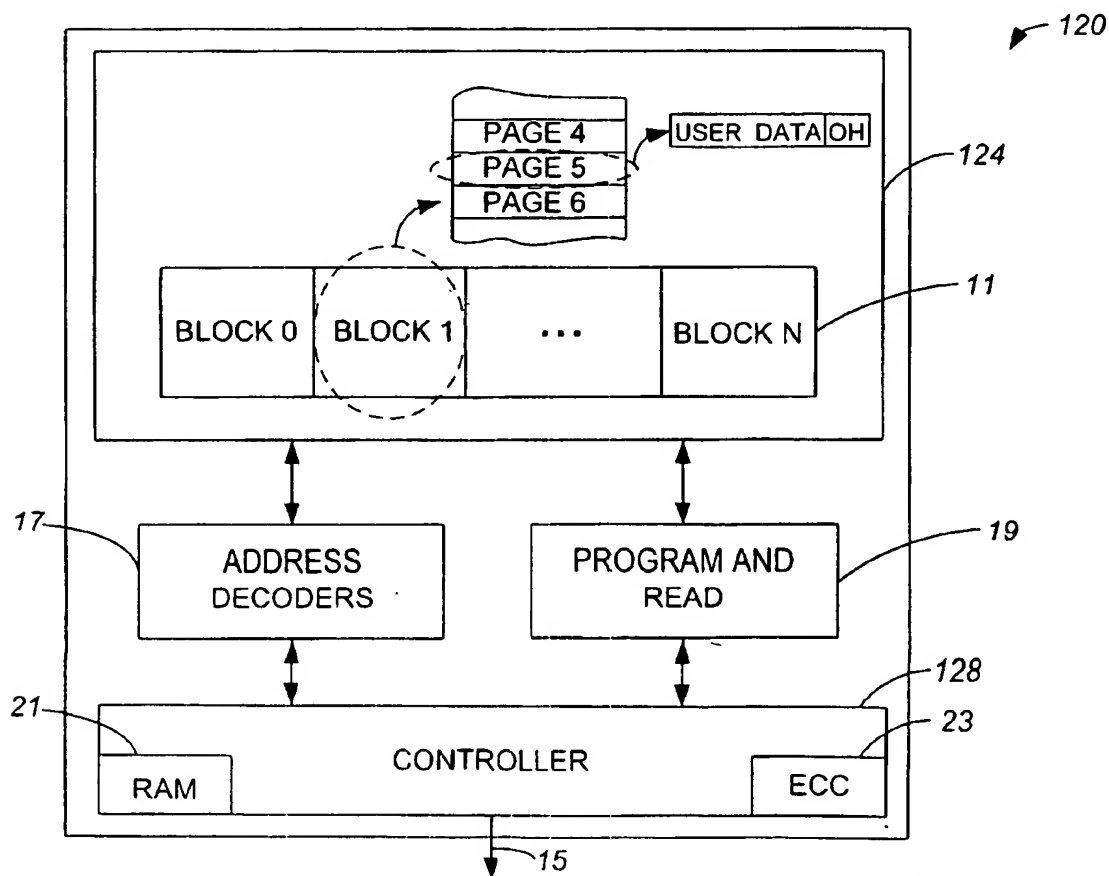 120
PAGE 4
USER DATA OH
PAGE 5
124
PAGE 6
11
BLOCK 0 BLOCK 1 ... BLOCK N
17
ADDRESS
DECODERS
PROGRAM AND
READ
19
128
21
23
CONTROLLER
RAM
ECC
15